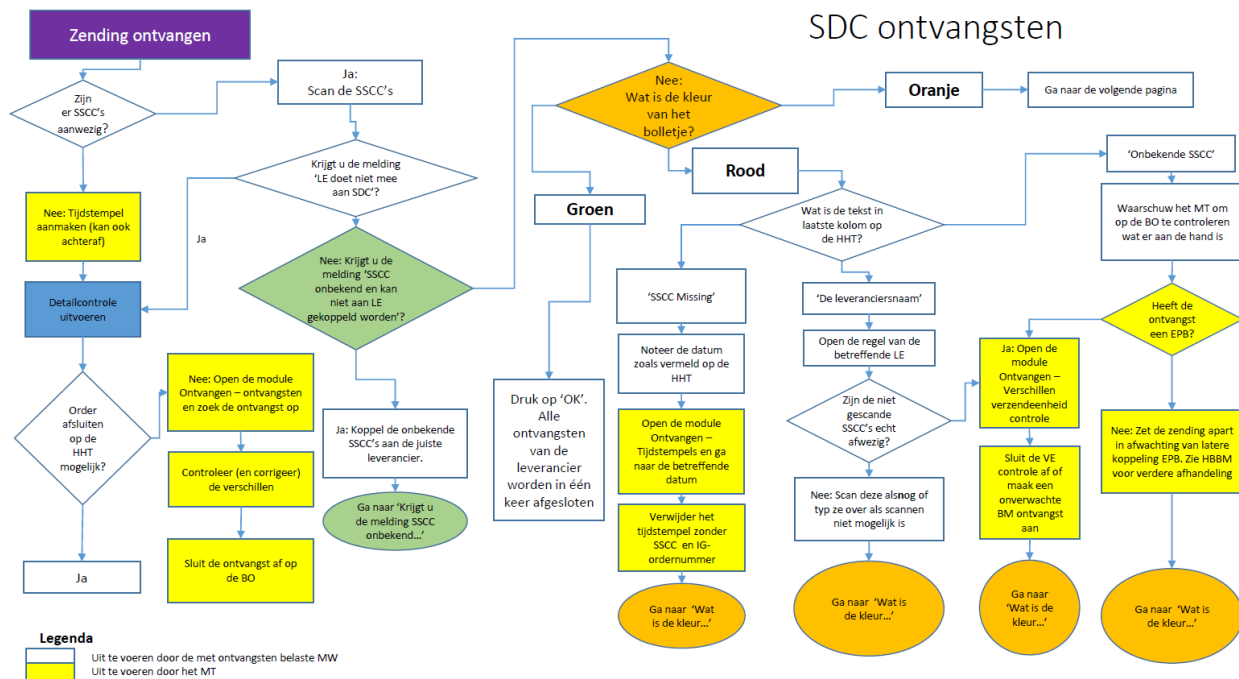 SDC ontvangsten
Zending ontvangen
Zijn
er SSCC's
aanwezig?
Ja:
Scan de SSCC's
Krijgt u de melding
'LE doet niet mee
aan SDC'?
Ja
Nee: Tijdstempel
aanmaken (kan ook
achteraf)
Detailcontrole
uitvoeren
Order
afsluiten
op de
HHT
mogelijk?
Ja
Nee: Open de module
Ontvangen – ontvangsten
en zoek de ontvangst op
Controleer (en corrigeer)
de verschillen
Sluit de ontvangst af op
de BO
Nee: Krijgt u de
melding 'SSCC
onbekend en kan
niet aan LE
gekoppeld worden'?
Ja: Koppel de onbekende
SSCC's aan de juiste
leverancier.
Ga naar 'Krijgt u
de melding SSCC
onbekend...'
Nee:
Wat is de kleur
van het
bolletje?
Oranje
Ga naar de volgende pagina
Rood
Groen
Druk op 'OK'.
Alle
ontvangsten
van de
leverancier
worden in één
keer afgesloten
Wat is de tekst in
laatste kolom op
de HHT?
'SSCC Missing'
Noteer de datum
zoals vermeld op de
HHT
Open de module
Ontvangen –
Tijdstempels en ga
naar de betreffende
datum
Verwijder het
tijdstempel zonder
SSCC en IG-
ordernummer
Ga naar 'Wat
is de kleur...'
'De leveranciersnaam'
Open de regel van de
betreffende LE
Zijn de niet
gescande
SSCC's echt
afwezig?
Nee: Scan deze alsnog of
typ ze over als scannen
niet mogelijk is
Ga naar 'Wat is
de kleur...'
Ja: Open de
module
Ontvangen –
Verschillen
verzendeenheid
controle
Sluit de VE
controle af of
maak een
onverwachte
BM ontvangst
aan
Ga naar
'Wat is de
kleur...'
'Onbekende SSCC'
Waarschuw het MT om
op de BO te controleren
wat er aan de hand is
Heeft de
ontvangst
een EPB?
Nee: Zet de zending apart
in afwachting van latere
koppeling EPB. Zie HBBM
voor verdere afhandeling
Ga naar 'Wat is
de kleur...'
Legenda
Uit te voeren door de met ontvangsten belaste MW
Uit te voeren door het MT